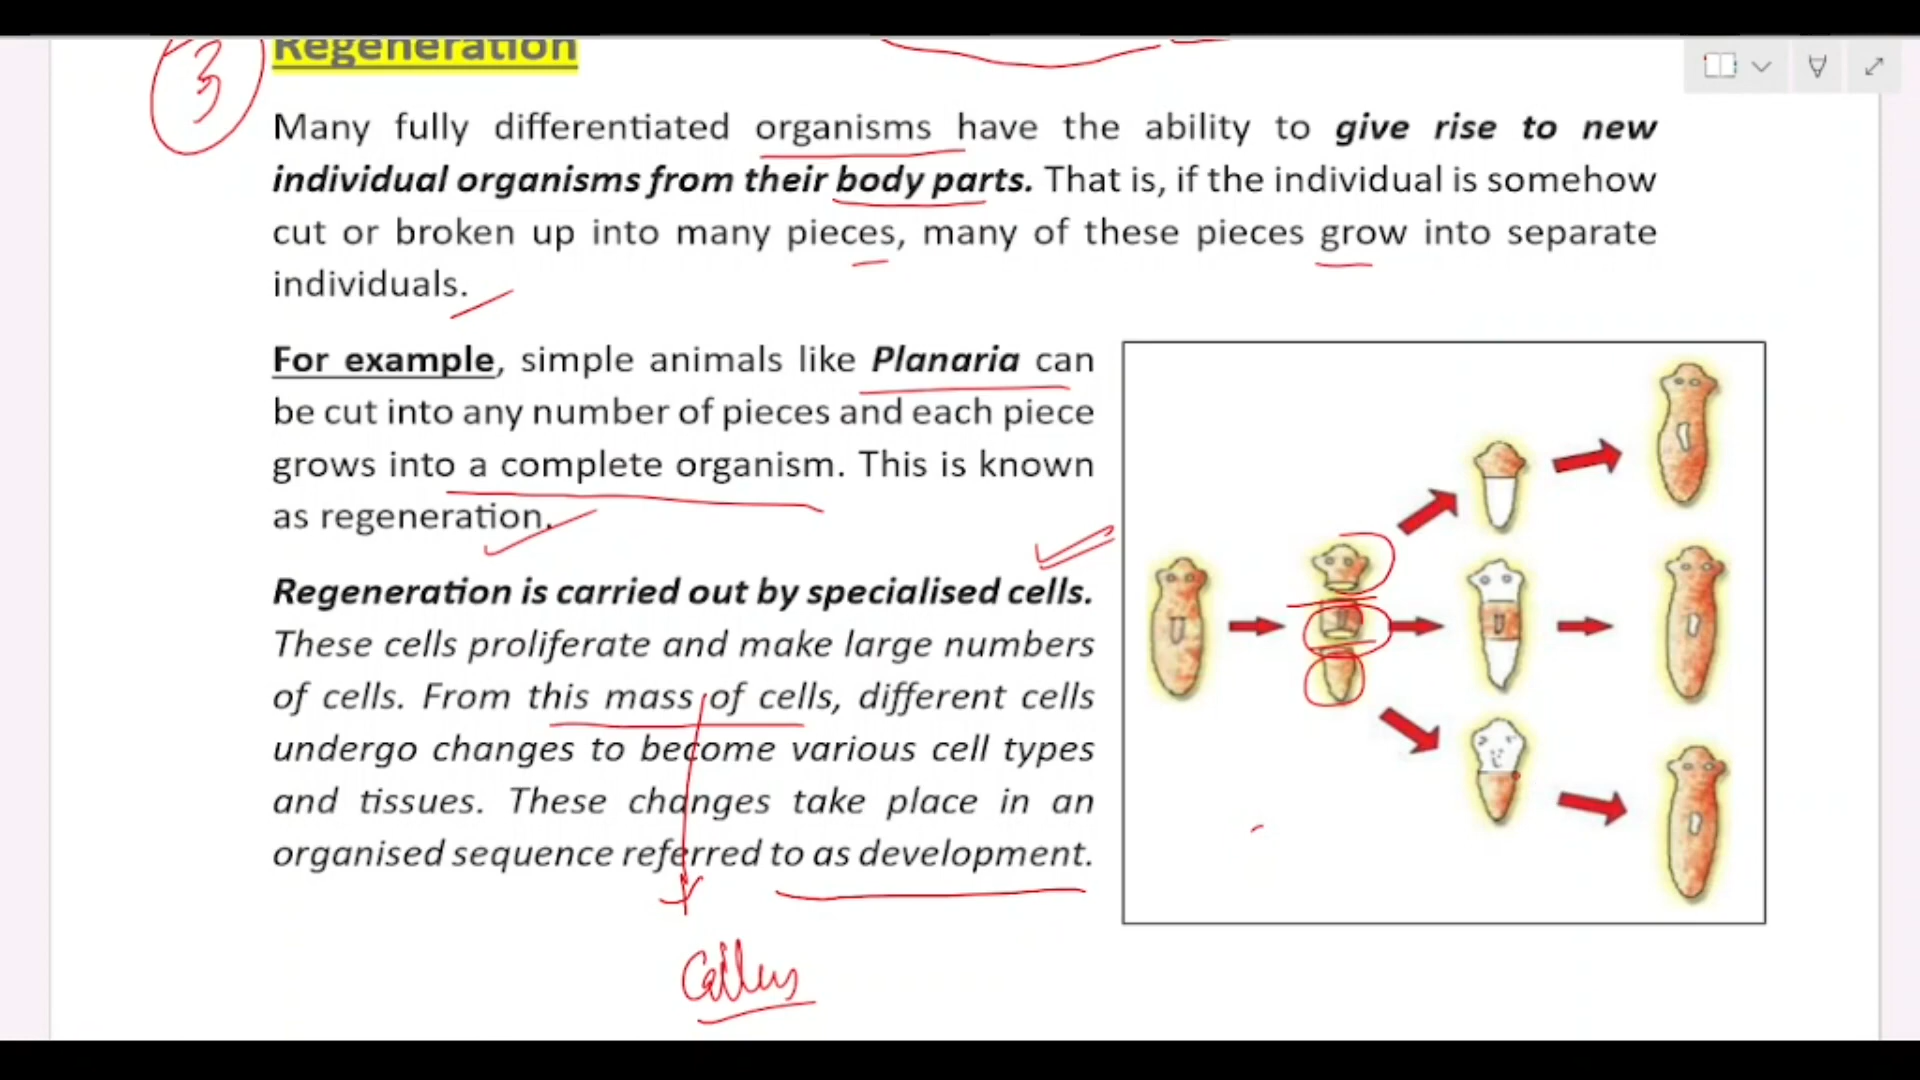 3 Regeneration
Many fully differentiated organisms have the ability to give rise to new
individual organisms from their body parts. That is, if the individual is somehow
cut or broken up into many pieces, many of these pieces grow into separate
individuals.
For example, simple animals like Planaria can
be cut into any number of pieces and each piece
grows into a complete organism. This is known
as regeneration.
Regeneration is carried out by specialised cells.
These cells proliferate and make large numbers
of cells. From this mass of cells, different cells
undergo changes to become various cell types
and tissues. These changes take place in an
organised sequence referred to as development.
Callus